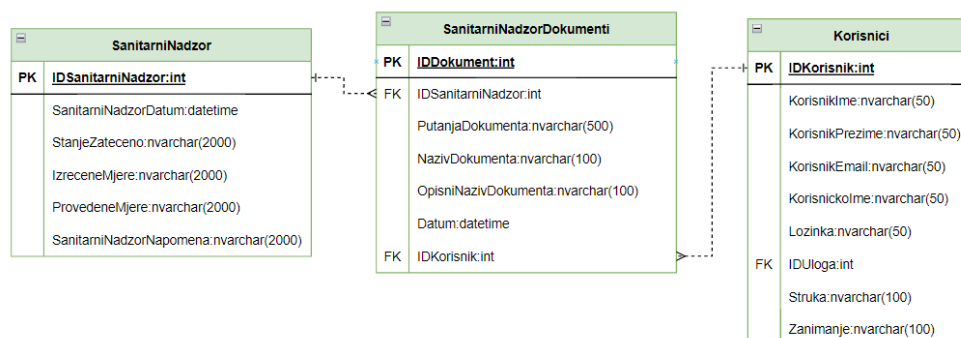 SanitarniNadzor
PK IDSanitarniNadzor:int
SanitarniNadzorDatum:datetime
StanjeZateceno:nvarchar(2000)
IzreceneMjere:nvarchar(2000)
ProvedeneMjere:nvarchar(2000)
SanitarniNadzorNapomena:nvarchar(2000)
SanitarniNadzorDokumenti
PK IDDokument:int
FK IDSanitarniNadzor:int
PutanjaDokumenta:nvarchar(500)
NazivDokumenta:nvarchar(100)
OpisniNazivDokumenta:nvarchar(100)
Datum:datetime
FK IDKorisnik:int
Korisnici
PK IDKorisnik:int
KorisnikIme:nvarchar(50)
KorisnikPrezime:nvarchar(50)
KorisnikEmail:nvarchar(50)
KorisnickoIme:nvarchar(50)
Lozinka:nvarchar(50)
FK IDUloga:int
Struka:nvarchar(100)
Zanimanje:nvarchar(100)